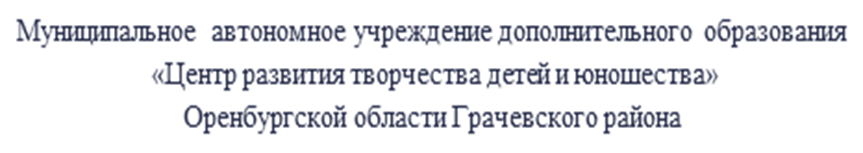 Муниципальное автономное учреждение дополнительного образования
«Центр развития творчества детей и юношества»
Оренбургской области Грачевского района